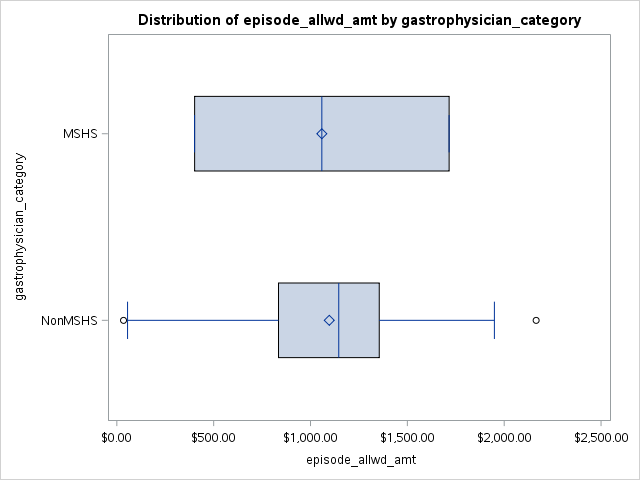 Distribution of episode_allwd_amt by gastrophysician_category
gastrophysician_category
MSHS
NonMSHS
$0.00 $500.00 $1,000.00 $1,500.00 $2,000.00 $2,500.00
episode_allwd_amt